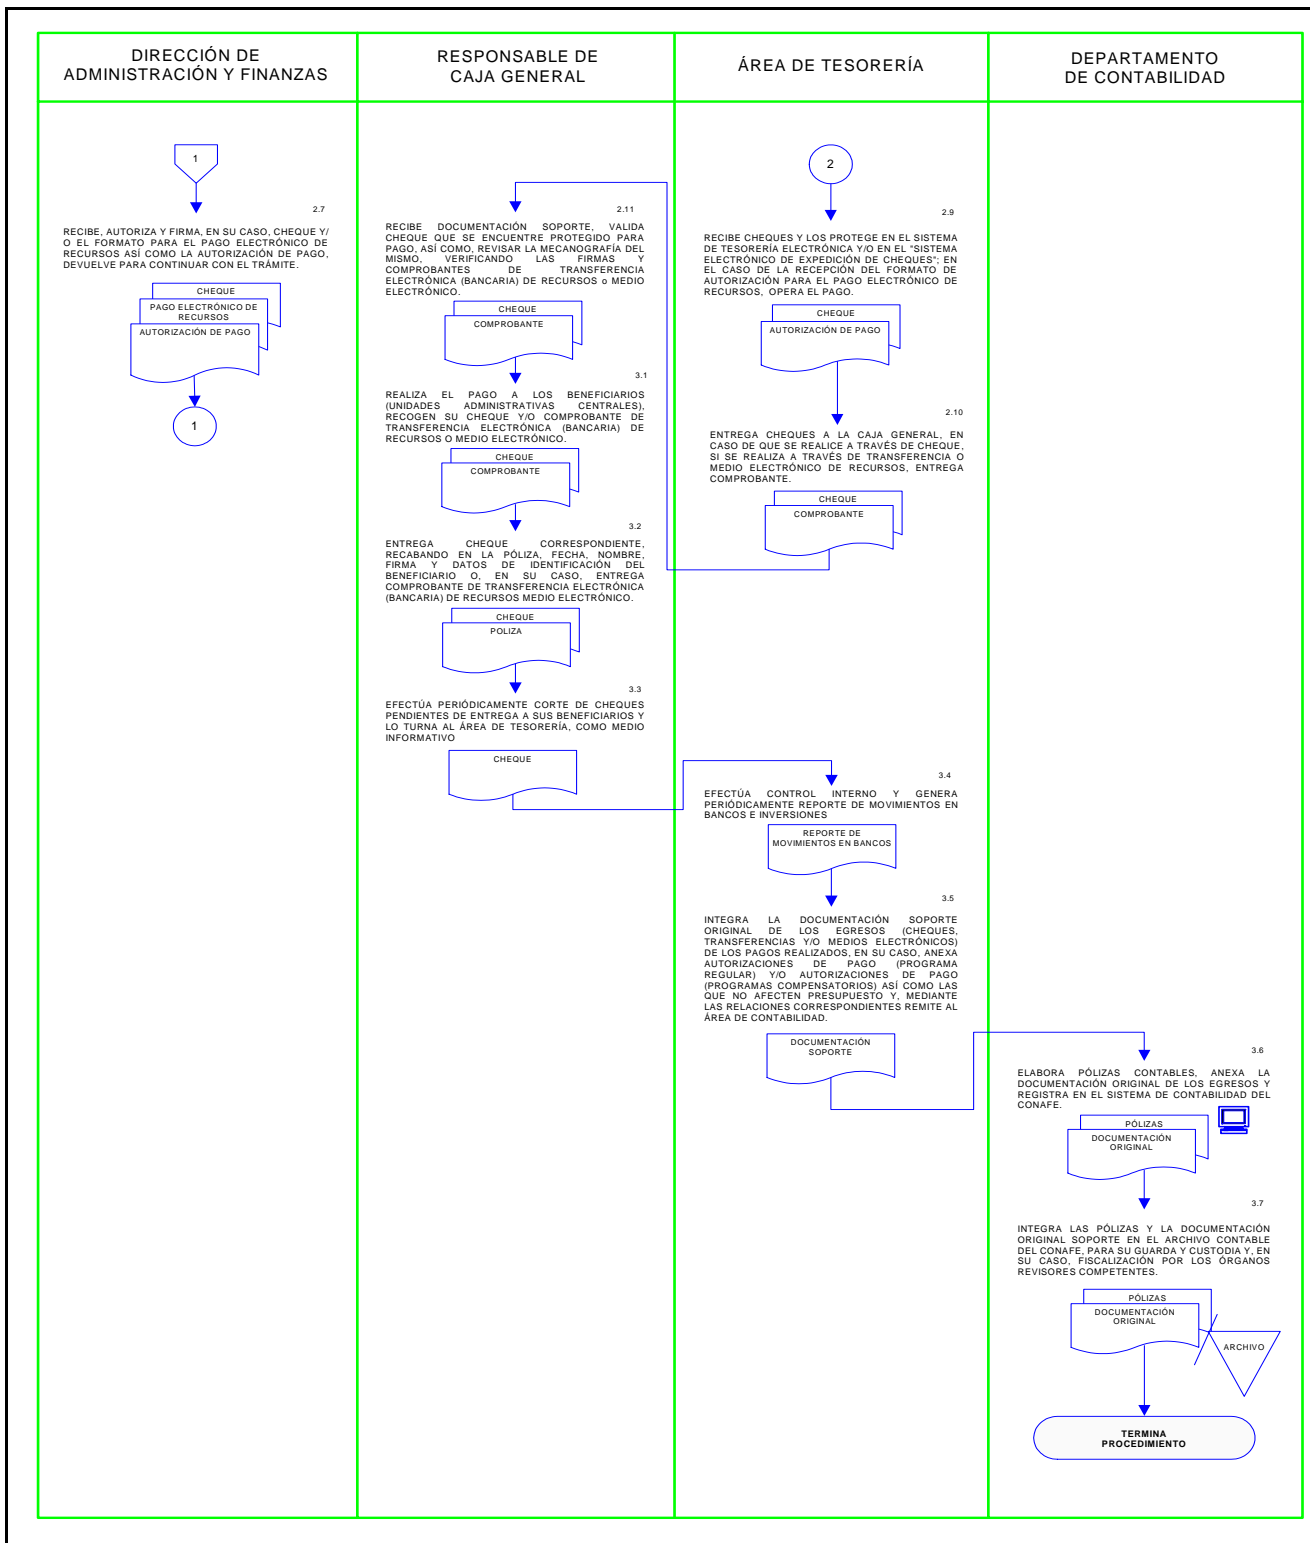 DIRECCIÓN DE
ADMINISTRACIÓN Y FINANZAS
RESPONSABLE DE
CAJA GENERAL
ÁREA DE TESORERÍA
DEPARTAMENTO
DE CONTABILIDAD
1
2.7
RECIBE, AUTORIZA Y FIRMA, EN SU CASO, CHEQUE Y/
O EL FORMATO PARA EL PAGO ELECTRÓNICO DE
RECURSOS ASÍ COMO LA AUTORIZACIÓN DE PAGO,
DEVUELVE PARA CONTINUAR CON EL TRÁMITE.
CHEQUE
PAGO ELECTRÓNICO DE
RECURSOS
AUTORIZACIÓN DE PAGO
1
2.11
RECIBE DOCUMENTACIÓN SOPORTE, VALIDA
CHEQUE QUE SE ENCUENTRE PROTEGIDO PARA
PAGO, ASÍ COMO, REVISAR LA MECANOGRAFÍA DEL
MISMO, VERIFICANDO LAS FIRMAS Y
COMPROBANTES DE TRANSFERENCIA
ELECTRÓNICA (BANCARIA) DE RECURSOS o MEDIO
ELECTRÓNICO.
CHEQUE
COMPROBANTE
3.1
REALIZA EL PAGO A LOS BENEFICIARIOS
(UNIDADES ADMINISTRATIVAS CENTRALES),
RECOGEN SU CHEQUE Y/O COMPROBANTE DE
TRANSFERENCIA ELECTRÓNICA (BANCARIA) DE
RECURSOS O MEDIO ELECTRÓNICO.
CHEQUE
COMPROBANTE
3.2
ENTREGA CHEQUE CORRESPONDIENTE,
RECABANDO EN LA PÓLIZA, FECHA, NOMBRE,
FIRMA Y DATOS DE IDENTIFICACIÓN DEL
BENEFICIARIO O, EN SU CASO, ENTREGA
COMPROBANTE DE TRANSFERENCIA ELECTRÓNICA
(BANCARIA) DE RECURSOS MEDIO ELECTRÓNICO.
CHEQUE
POLIZA
3.3
EFECTÚA PERIÓDICAMENTE CORTE DE CHEQUES
PENDIENTES DE ENTREGA A SUS BENEFICIARIOS Y
LO TURNA AL ÁREA DE TESORERÍA, COMO MEDIO
INFORMATIVO
CHEQUE
2
2.9
RECIBE CHEQUES Y LOS PROTEGE EN EL SISTEMA
DE TESORERÍA ELECTRÓNICA Y/O EN EL "SISTEMA
ELECTRÓNICO DE EXPEDICIÓN DE CHEQUES"; EN
EL CASO DE LA RECEPCIÓN DEL FORMATO DE
AUTORIZACIÓN PARA EL PAGO ELECTRÓNICO DE
RECURSOS, OPERA EL PAGO.
CHEQUE
AUTORIZACIÓN DE PAGO
2.10
ENTREGA CHEQUES A LA CAJA GENERAL, EN
CASO DE QUE SE REALICE A TRAVÉS DE CHEQUE,
SI SE REALIZA A TRAVÉS DE TRANSFERENCIA O
MEDIO ELECTRÓNICO DE RECURSOS, ENTREGA
COMPROBANTE.
CHEQUE
COMPROBANTE
3.4
EFECTÚA CONTROL INTERNO Y GENERA
PERIÓDICAMENTE REPORTE DE MOVIMIENTOS EN
BANCOS E INVERSIONES
REPORTE DE
MOVIMIENTOS EN BANCOS
3.5
INTEGRA LA DOCUMENTACIÓN SOPORTE
ORIGINAL DE LOS EGRESOS (CHEQUES,
TRANSFERENCIAS Y/O MEDIOS ELECTRÓNICOS)
DE LOS PAGOS REALIZADOS, EN SU CASO, ANEXA
AUTORIZACIONES DE PAGO (PROGRAMA
REGULAR) Y/O AUTORIZACIONES DE PAGO
(PROGRAMAS COMPENSATORIOS) ASÍ COMO LAS
QUE NO AFECTEN PRESUPUESTO Y, MEDIANTE
LAS RELACIONES CORRESPONDIENTES REMITE AL
ÁREA DE CONTABILIDAD.
DOCUMENTACIÓN
SOPORTE
3.6
ELABORA PÓLIZAS CONTABLES, ANEXA LA
DOCUMENTACIÓN ORIGINAL DE LOS EGRESOS Y
REGISTRA EN EL SISTEMA DE CONTABILIDAD DEL
CONAFE.
PÓLIZAS
DOCUMENTACIÓN
ORIGINAL
3.7
INTEGRA LAS PÓLIZAS Y LA DOCUMENTACIÓN
ORIGINAL SOPORTE EN EL ARCHIVO CONTABLE
DEL CONAFE, PARA SU GUARDA Y CUSTODIA Y, EN
SU CASO, FISCALIZACIÓN POR LOS ÓRGANOS
REVISORES COMPETENTES.
PÓLIZAS
DOCUMENTACIÓN
ORIGINAL
ARCHIVO
TERMINA
PROCEDIMIENTO